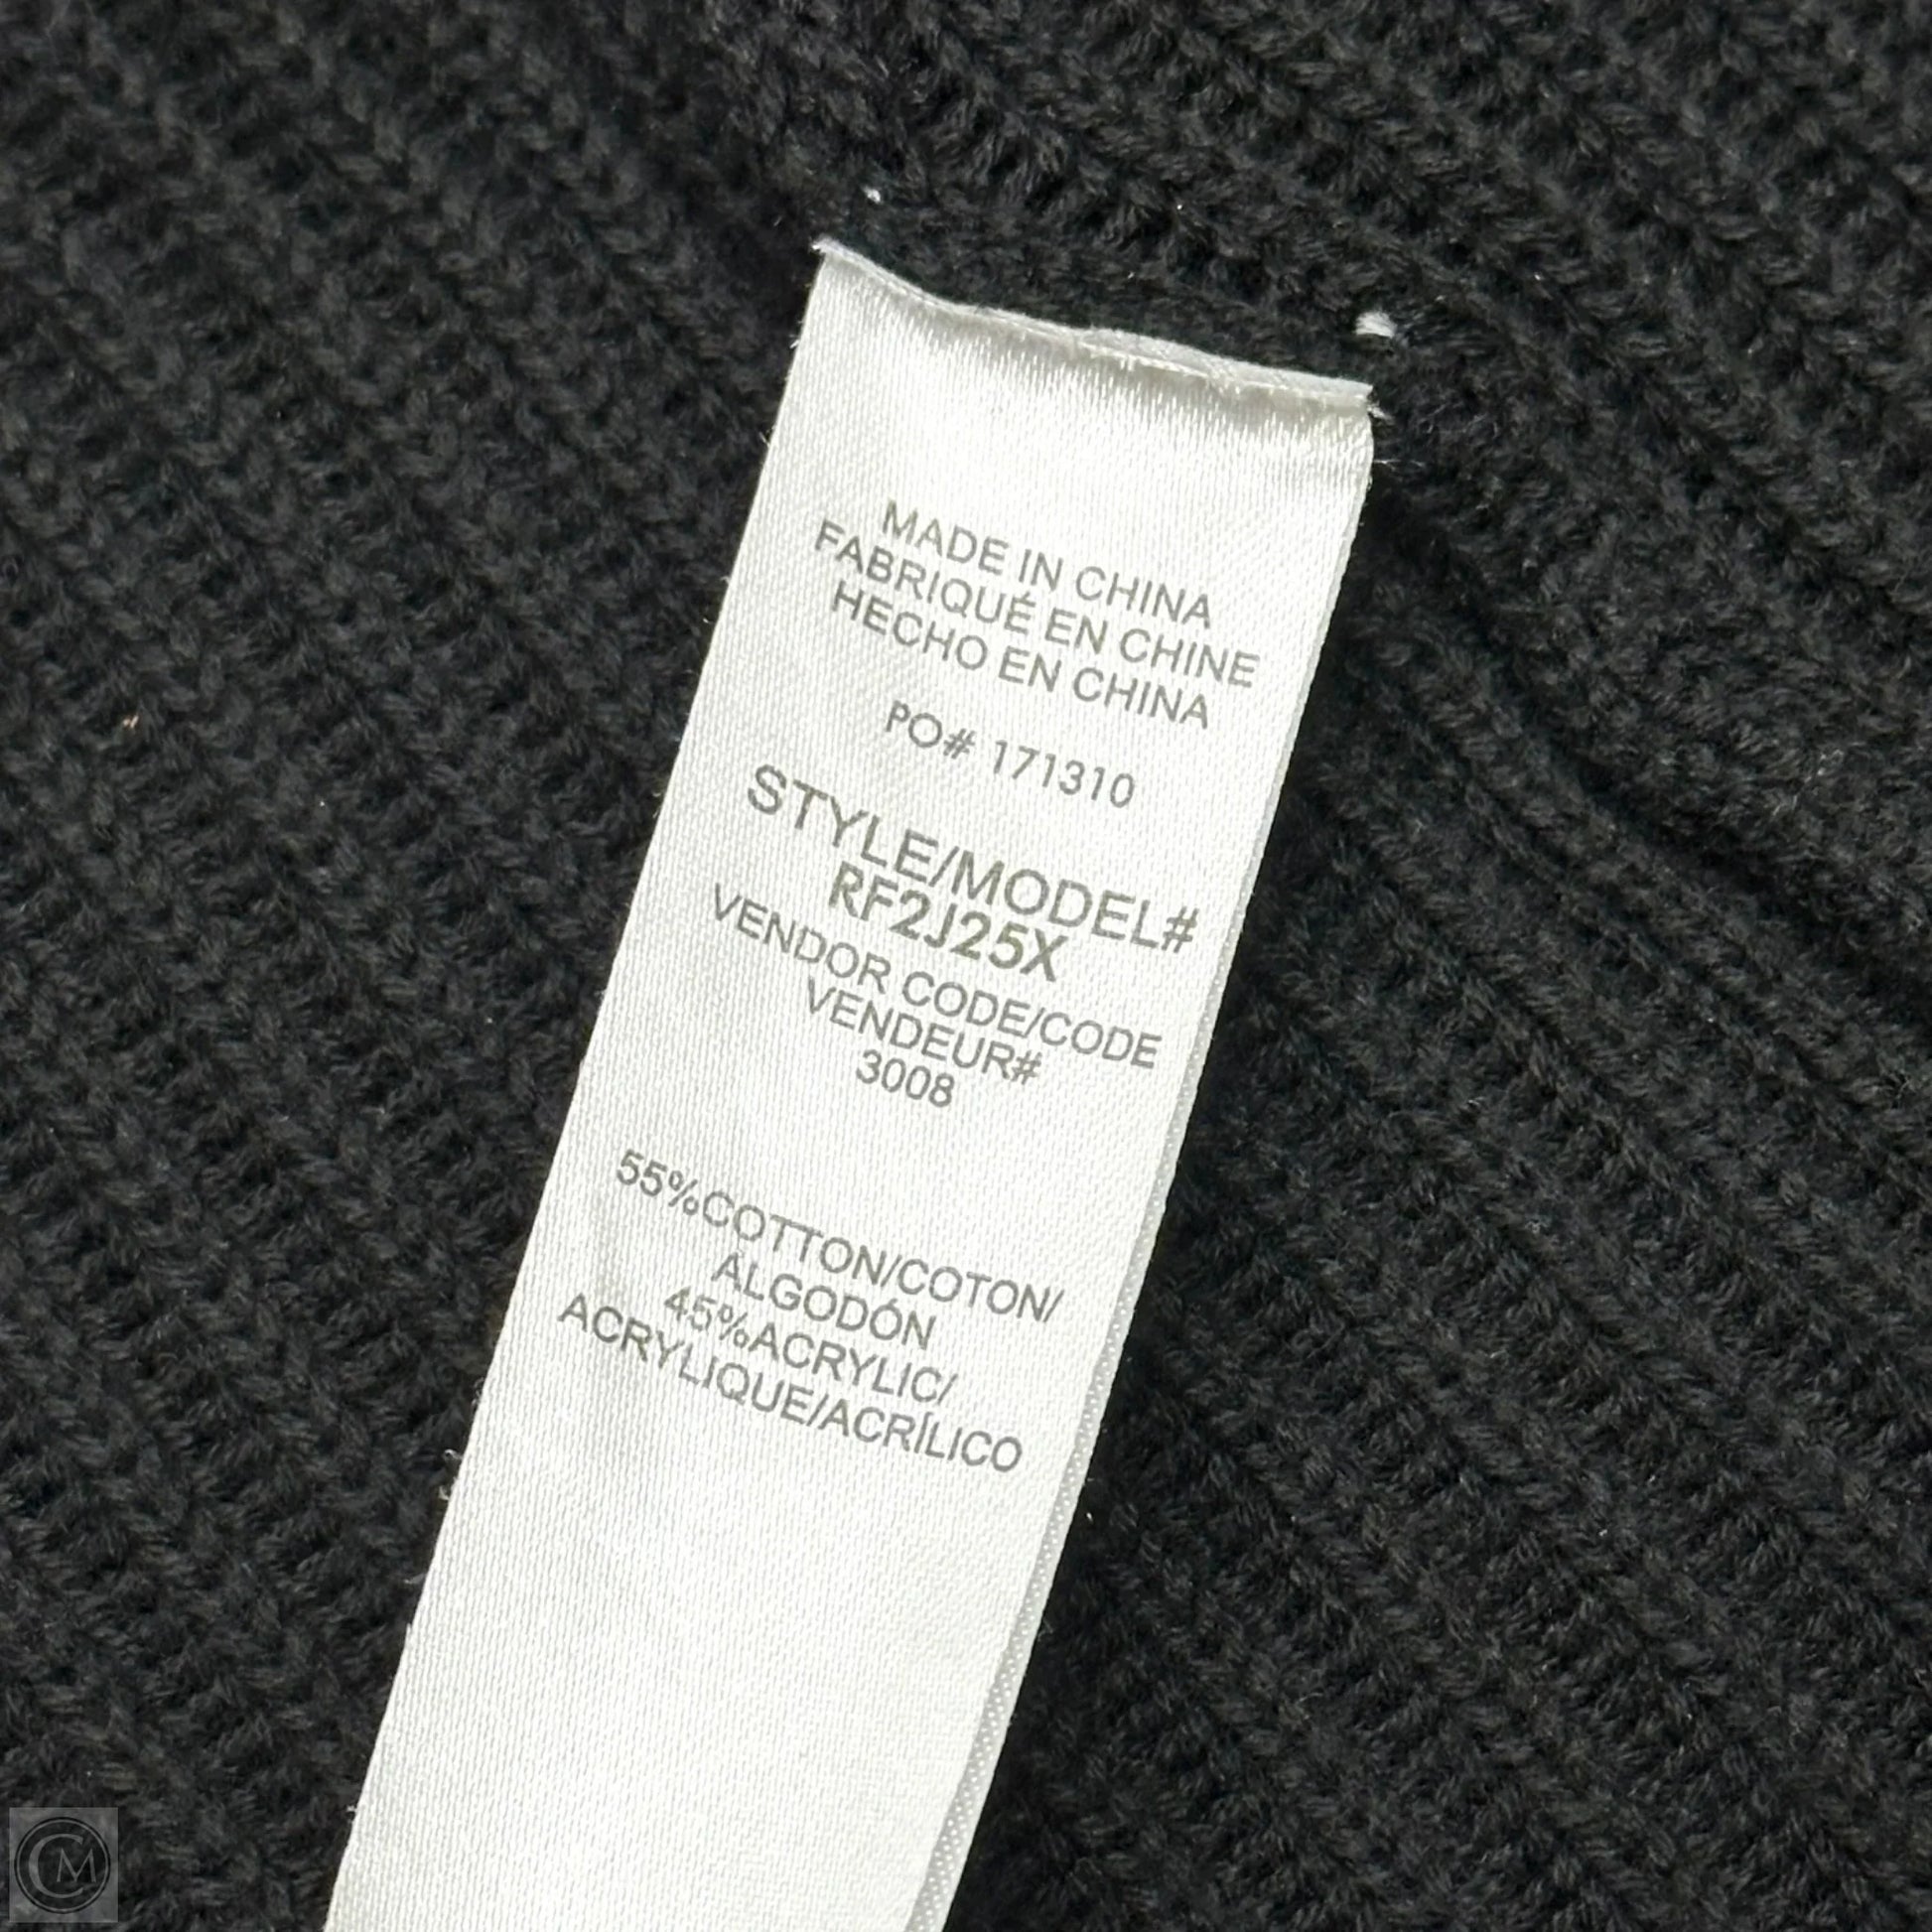 MADE IN CHINA
FABRIQUÉ EN CHINE
HECHO EN CHINA
PO# 171310
STYLE/MODEL#
RF2J25X
VENDOR CODE/CODE
VENDEUR#
3008
55%COTTON/COTON/
ALGODÓN
45%ACRYLIC/
ACRYLIQUE/ACRÍLICO
CM